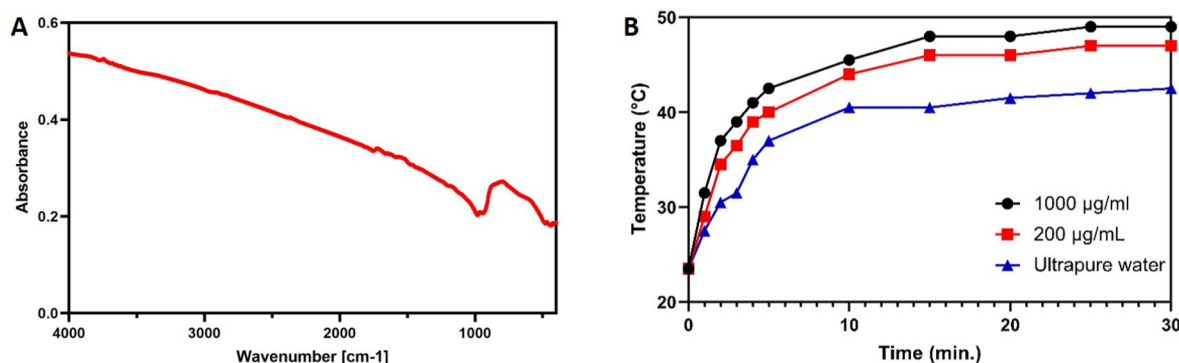 A
Absorbance
0.6
0.4
0.2
0.0
4000
3000
2000
1000
Wavenumber [cm-1]
B
Temperature (°C)
50
40
30
20
1000 µg/ml
200 µg/mL
Ultrapure water
0
10
20
30
Time (min.)